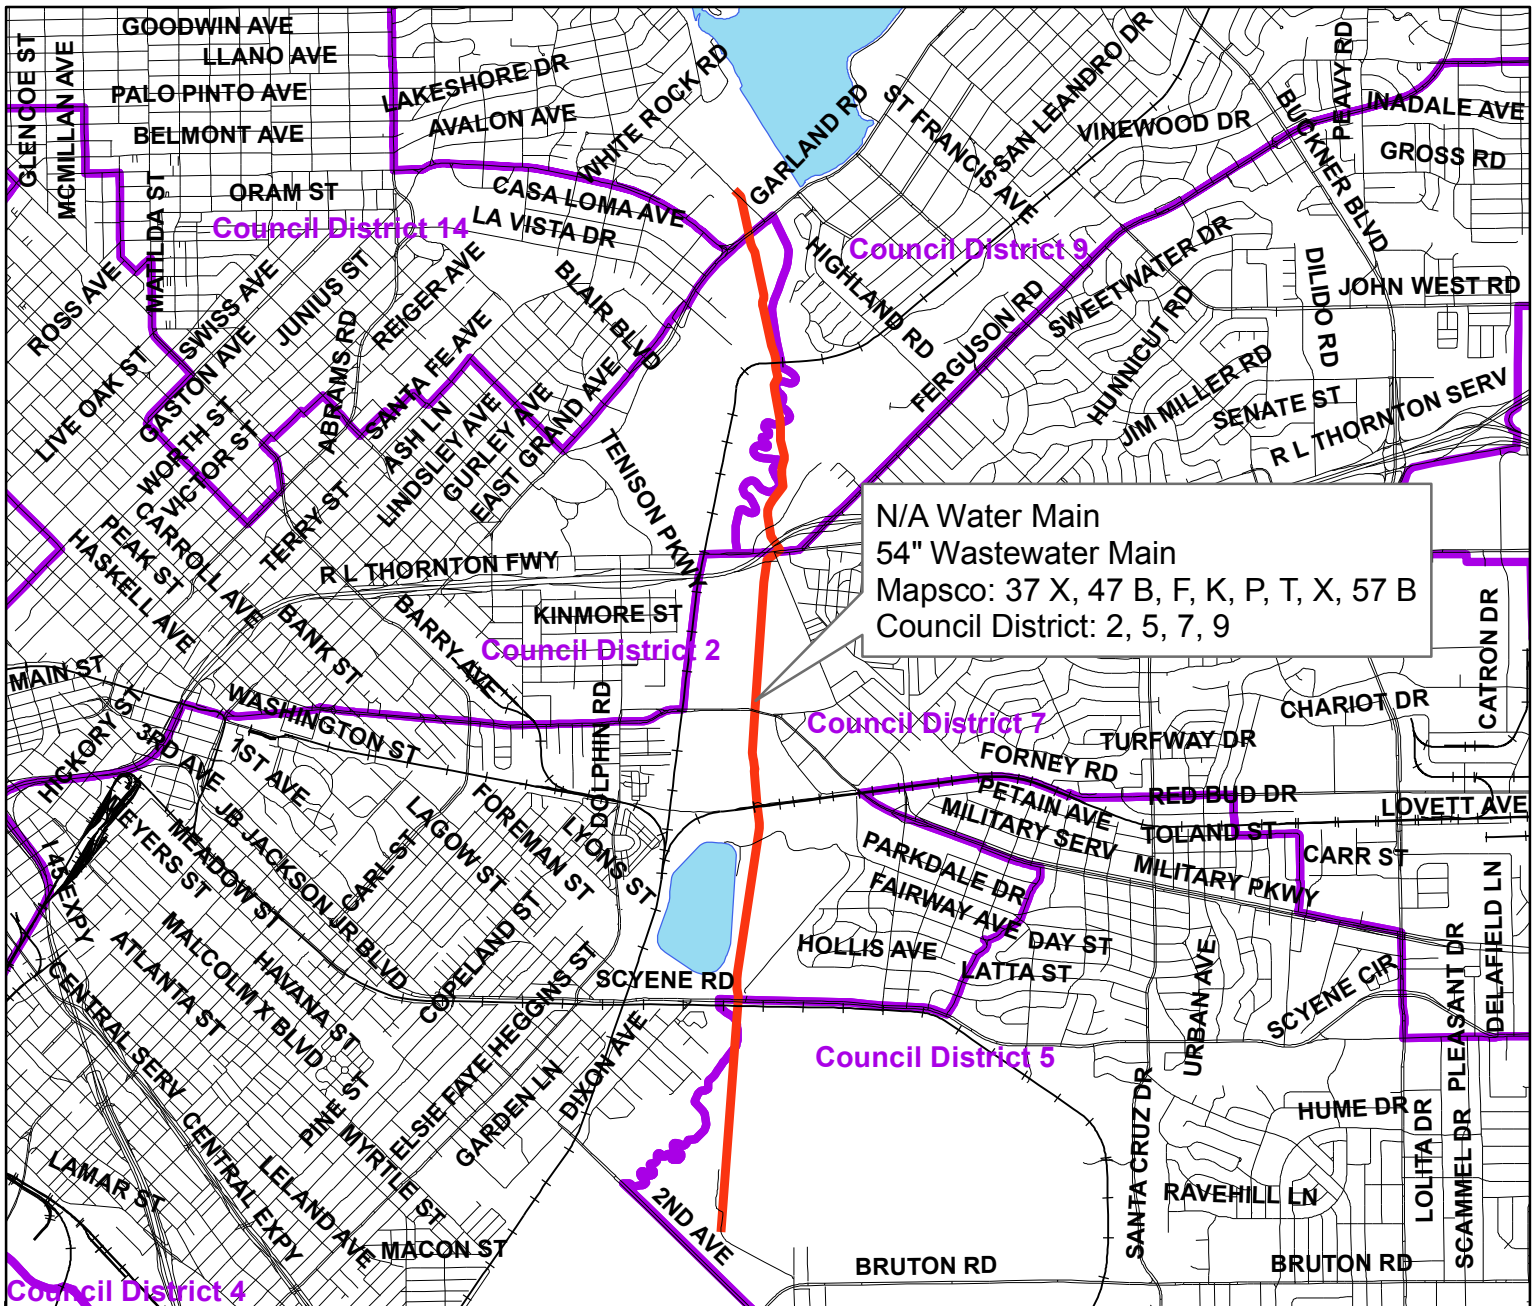 GOODWIN AVE
LLANO AVE
PALO PINTO AVE
BELMONT AVE
GLENCOE ST
MCMILLAN AVE
LAKESHORE DR
AVALON AVE
WHITE ROCK RD
GARLAND RD
ST FRANCIS AVE
SAN LEANDRO DR
VINEWOOD DR
BUCKNER BLVD
PEAVY RD
INADALE AVE
GROSS RD
ORAM ST
MATILDA ST
Council District 14
CASA LOMA AVE
LA VISTA DR
Council District 9
HIGHLAND RD
ROSS AVE
SWISS AVE
JUNIUS ST
REIGER AVE
BLAIR BLVD
SWEETWATER DR
DILIDO RD
JOHN WEST RD
HUNNICUT RD
FERGUSON RD
LIVE OAK ST
GASTON AVE
WORTH ST
VICTOR ST
ABRAMS RD
SANTA FE AVE
ASH LN
LINDSLEY AVE
GURLEY AVE
EAST GRAND AVE
JIM MILLER RD
SENATE ST
R L THORNTON SERV
TENISON PKWY
TERRY ST
CARROLL AVE
PEAK ST
HASKELL AVE
R L THORNTON FWY
N/A Water Main
54" Wastewater Main
Mapsco: 37 X, 47 B, F, K, P, T, X, 57 B
Council District: 2, 5, 7, 9
BANK ST
BARRY AVE
KINMORE ST
Council District 2
CATRON DR
MAIN ST
WASHINGTON ST
DOLPHIN RD
Council District 7
CHARIOT DR
TURFWAY DR
FORNEY RD
HICKORY ST
3RD AVE
1ST AVE
PETAIN AVE
RED BUD DR
LOVETT AVE
MILITARY SERV
TOLAND ST
MILITARY PKWY
CARR ST
I 45 EXPY
MEYERS ST
MEADOW ST
JB JACKSON JR BLVD
CARL ST
LAGOW ST
FOREMAN ST
LYONS ST
PARKDALE DR
FAIRWAY AVE
HOLLIS AVE
DAY ST
LATTA ST
URBAN AVE
SCYENE CIR
PLEASANT DR
DELAFIELD LN
COPELAND ST
SCYENE RD
CENTRAL SERV
ATLANTA ST
MALCOLM X BLVD
HAVANA ST
ELSIE FAYE HEGGINS ST
GARDEN LN
DIXON AVE
Council District 5
PINE ST
MYRTLE ST
SANTA CRUZ DR
HUME DR
LOLITA DR
SCAMMEL DR
RAVEHILL LN
LAMAR ST
CENTRAL EXPY
LELAND AVE
MACON ST
2ND AVE
BRUTON RD
BRUTON RD
Council District 4